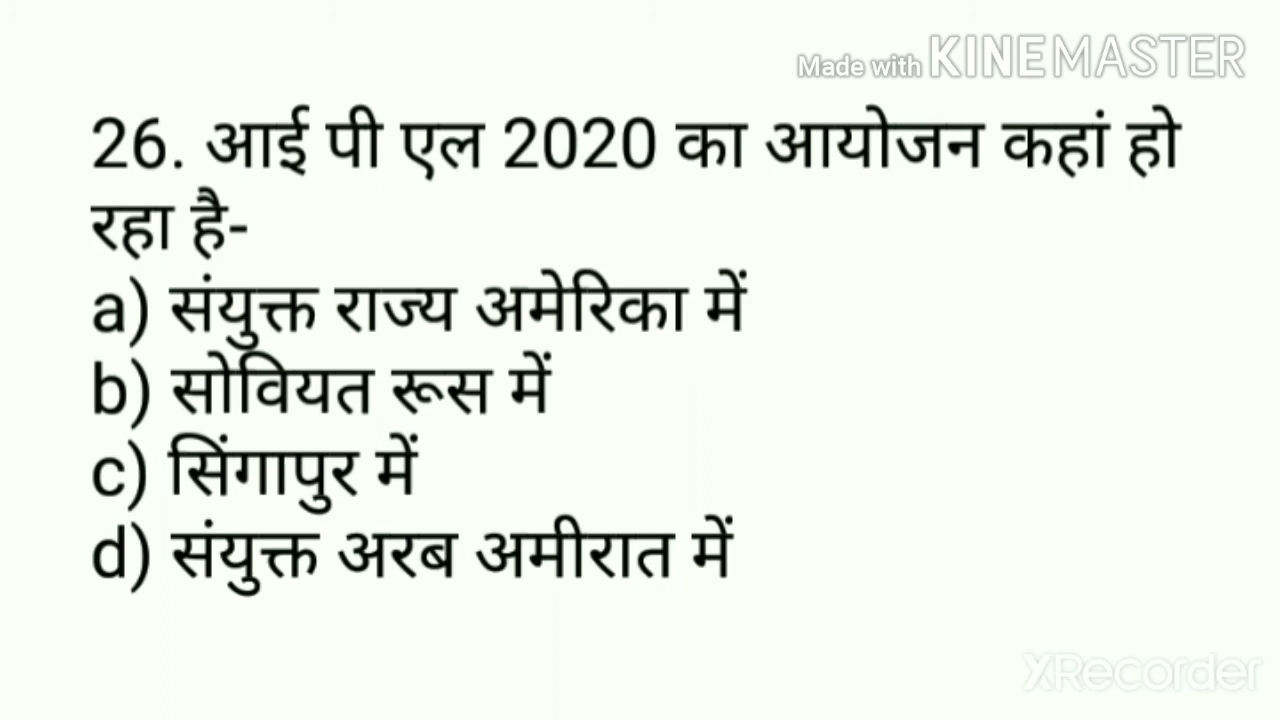 Made with KINEMASTER
26. आई पी एल 2020 का आयोजन कहां हो
रहा है-
a) संयुक्त राज्य अमेरिका में
b) सोवियत रूस में
c) सिंगापुर में
d) संयुक्त अरब अमीरात में
XRecorder